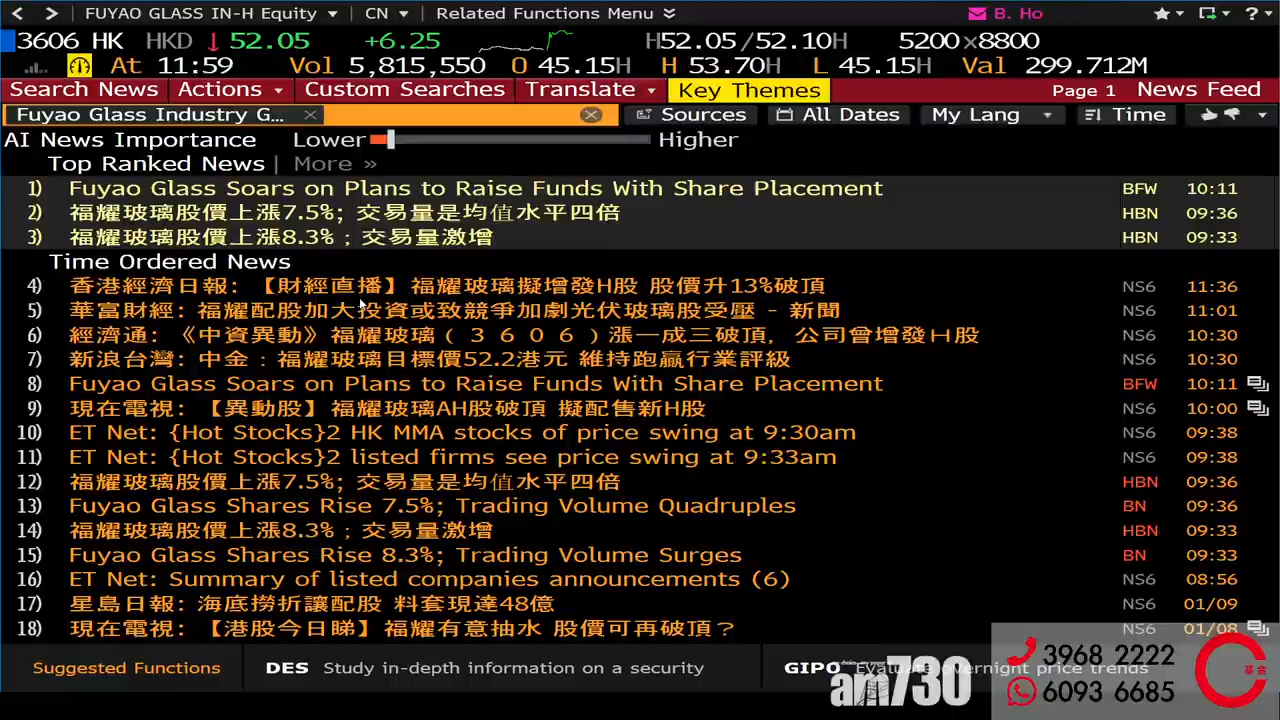 FUYAO GLASS IN-H Equity CN Related Functions Menu B. Ho
3606 HK HKD ↓ 52.05 +6.25 H52.05/52.10H 5200×8800
At 11:59 Vol 5,815,550 O 45.15H H 53.70H L 45.15H Val 299.712M
Search News Actions Custom Searches Translate Key Themes Page 1 News Feed
Fuyao Glass Industry G... Sources All Dates My Lang Time
AI News Importance Lower Higher
Top Ranked News | More »
1) Fuyao Glass Soars on Plans to Raise Funds With Share Placement BFW 10:11
2) 福耀玻璃股價上漲7.5%; 交易量是均值水平四倍 HBN 09:36
3) 福耀玻璃股價上漲8.3%；交易量激增 HBN 09:33
Time Ordered News
4) 香港經濟日報: 【財經直播】福耀玻璃擬增發H股 股價升13%破頂 NS6 11:36
5) 華富財經: 福耀配股加大投資或致競爭加劇光伏玻璃股受壓 - 新聞 NS6 11:01
6) 經濟通: 《中資異動》福耀玻璃（３６０６）漲一成三破頂，公司曾增發Ｈ股 NS6 10:30
7) 新浪台灣: 中金：福耀玻璃目標價52.2港元 維持跑贏行業評級 NS6 10:30
8) Fuyao Glass Soars on Plans to Raise Funds With Share Placement BFW 10:11
9) 現在電視: 【異動股】福耀玻璃AH股破頂 擬配售新H股 NS6 10:00
10) ET Net: {Hot Stocks}2 HK MMA stocks of price swing at 9:30am NS6 09:38
11) ET Net: {Hot Stocks}2 listed firms see price swing at 9:33am NS6 09:38
12) 福耀玻璃股價上漲7.5%; 交易量是均值水平四倍 HBN 09:36
13) Fuyao Glass Shares Rise 7.5%; Trading Volume Quadruples BN 09:36
14) 福耀玻璃股價上漲8.3%；交易量激增 HBN 09:33
15) Fuyao Glass Shares Rise 8.3%; Trading Volume Surges BN 09:33
16) ET Net: Summary of listed companies announcements (6) NS6 08:56
17) 星島日報: 海底撈折讓配股 料套現達48億 NS6 01/09
18) 現在電視: 【港股今日睇】福耀有意抽水 股價可再破頂？ NS6 01/08
Suggested Functions DES Study in-depth information on a security GIPO Evaluate overnight price trends
am730
3968 2222
6093 6685
基金